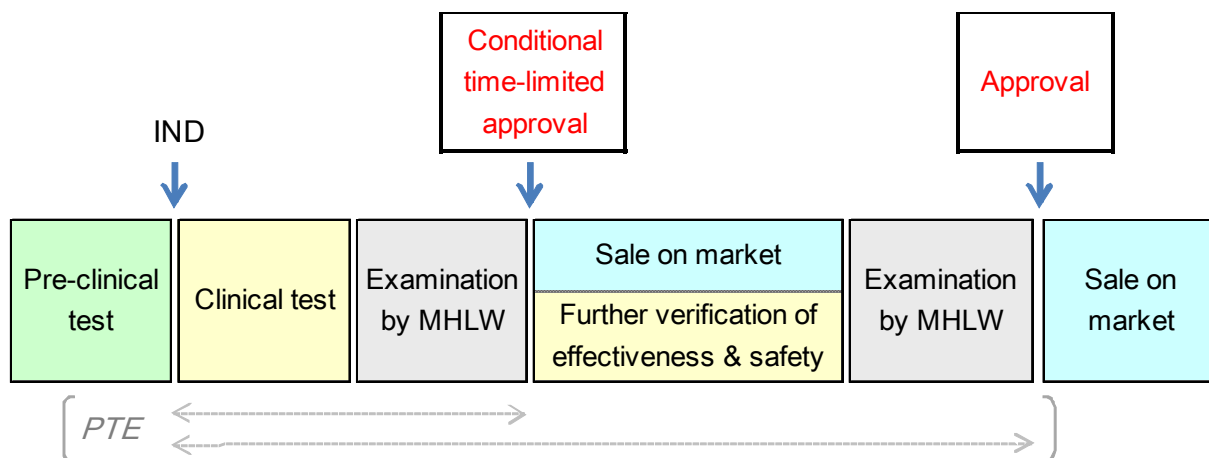 Conditional
time-limited
approval
Approval
IND
Pre-clinical
test
Clinical test
Examination
by MHLW
Sale on market
Further verification of
effectiveness & safety
Examination
by MHLW
Sale on
market
PTE